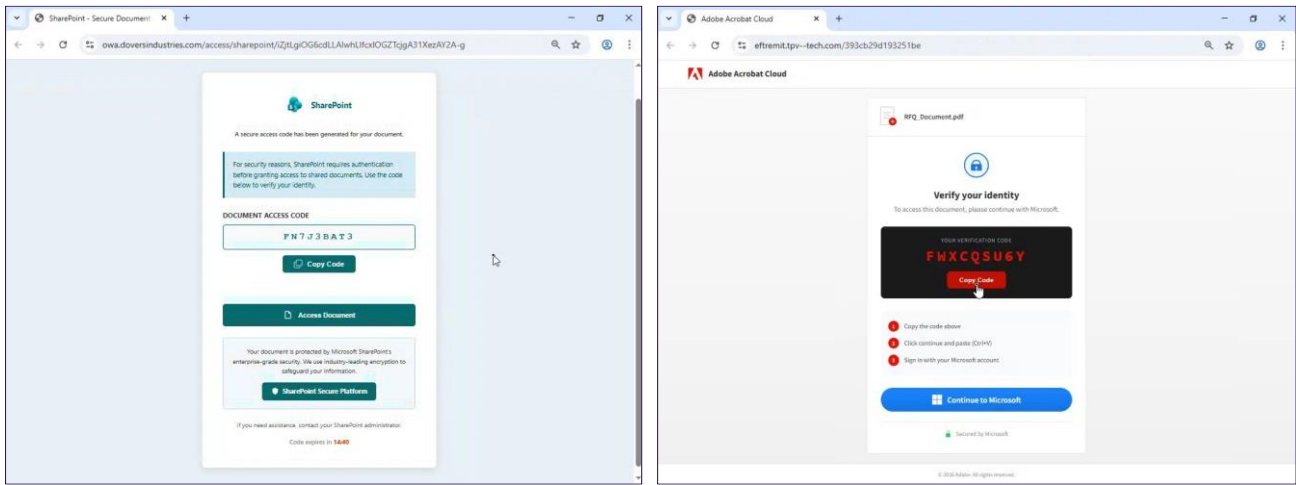 SharePoint - Secure Document
owa.doversindustries.com/access/sharepoint/iZjtLgiOG6cdLLAlwhLIfcxIOGZTcjgA31XezAY2A-g
SharePoint
A secure access code has been generated for your document.
For security reasons, SharePoint requires authentication
before granting access to shared documents. Use the code
below to verify your identity.
DOCUMENT ACCESS CODE
FN7J3BAT3
Copy Code
Access Document
Your document is protected by Microsoft SharePoint's
enterprise-grade security. We use industry-leading encryption to
safeguard your information.
SharePoint Secure Platform
If you need assistance, contact your SharePoint administrator.
Code expires in 14:40
Adobe Acrobat Cloud
eftremit.tpv--tech.com/393cb29d193251be
Adobe Acrobat Cloud
RFQ_Document.pdf
Verify your identity
To access this document, please continue with Microsoft.
YOUR VERIFICATION CODE
FWXCQSU6Y
Copy Code
1 Copy the code above
2 Click continue and paste (Ctrl+V)
3 Sign in with your Microsoft account
Continue to Microsoft
Secured by Microsoft
© 2026 Adobe. All rights reserved.